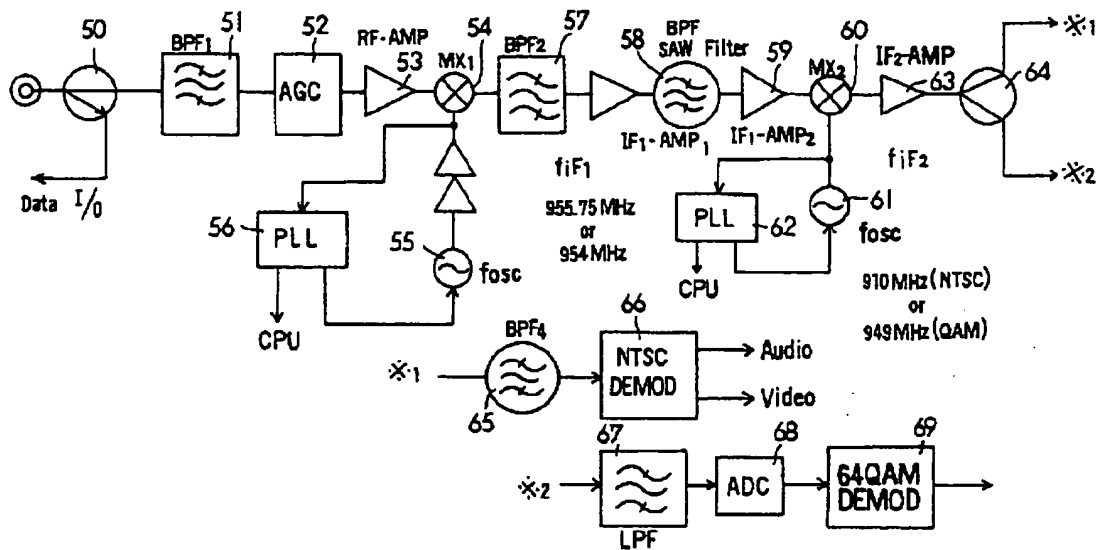 50
BPF1
51
52
AGC
RF-AMP
53
MX1
54
BPF2
57
58
BPF
SAW Filter
59
60
MX2
IF2-AMP
63
64
※1
※2
IF1-AMP1
IF1-AMP2
Data I/O
56
PLL
CPU
55
fosc
fiF1
955.75 MHz
or
954 MHz
PLL
62
CPU
61
fosc
fiF2
910 MHz (NTSC)
or
949 MHz (QAM)
※1
BPF4
65
66
NTSC
DEMOD
Audio
Video
※2
67
LPF
68
ADC
69
64QAM
DEMOD